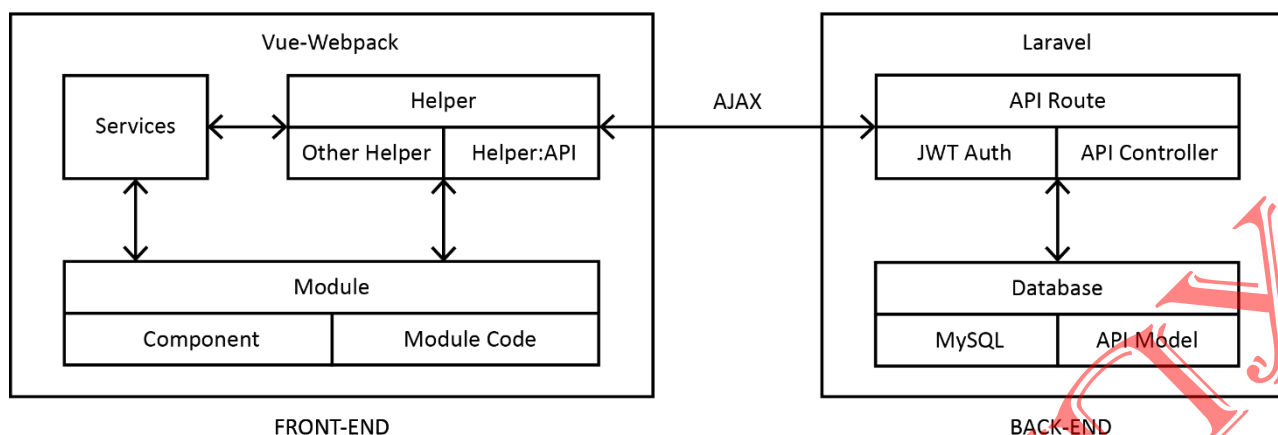 Vue-Webpack
Laravel
Services
Helper
Other Helper
Helper:API
AJAX
API Route
JWT Auth
API Controller
Module
Component
Module Code
Database
MySQL
API Model
FRONT-END
BACK-END